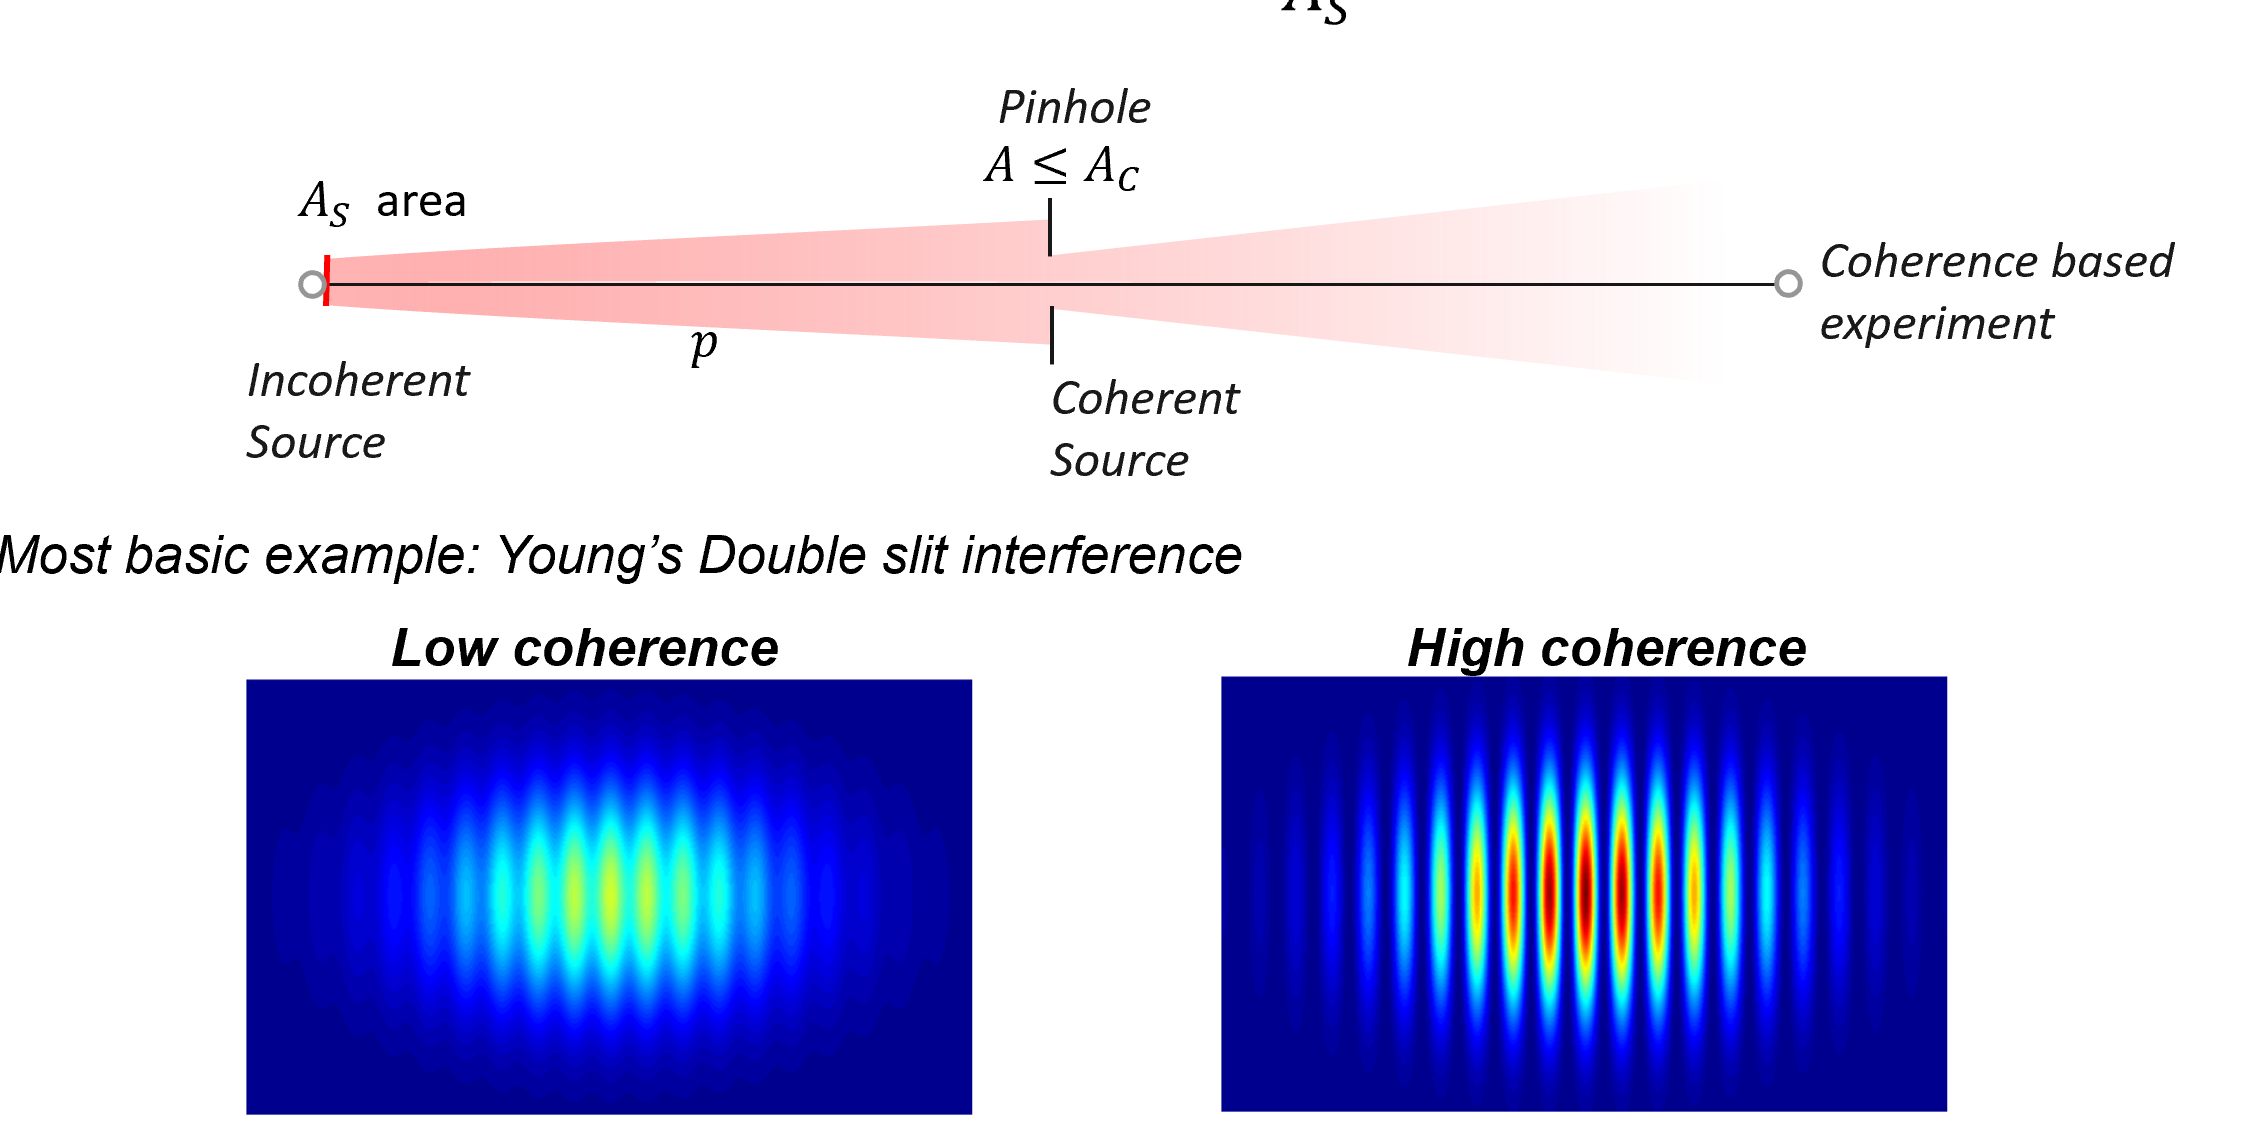 A_S
Pinhole
A ≤ A_C
A_S area
Coherence based
experiment
p
Incoherent
Source
Coherent
Source
Most basic example: Young’s Double slit interference
Low coherence
High coherence